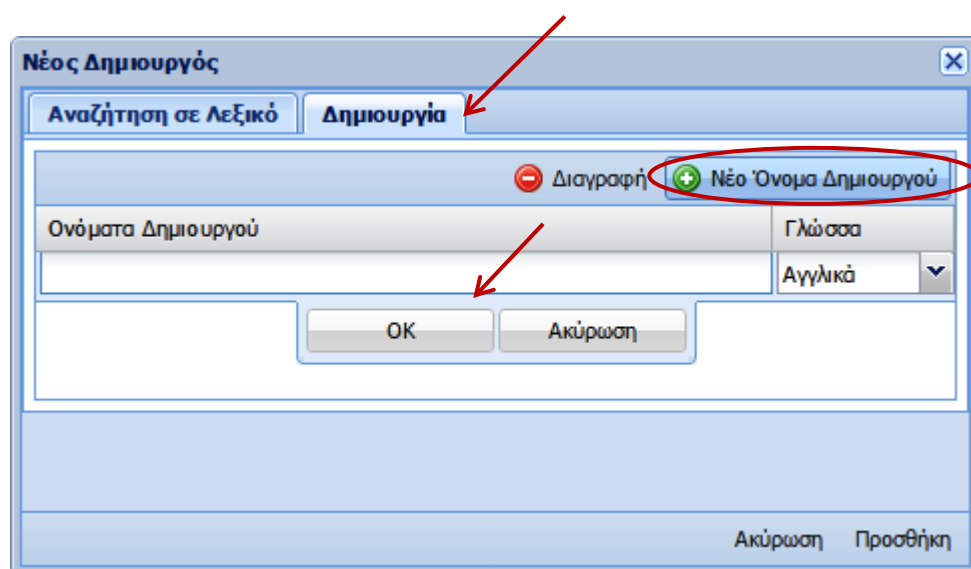 Νέος Δημιουργός
Αναζήτηση σε Λεξικό Δημιουργία
Διαγραφή Νέο Όνομα Δημιουργού
Ονόματα Δημιουργού Γλώσσα
Αγγλικά
OK Ακύρωση
Ακύρωση Προσθήκη